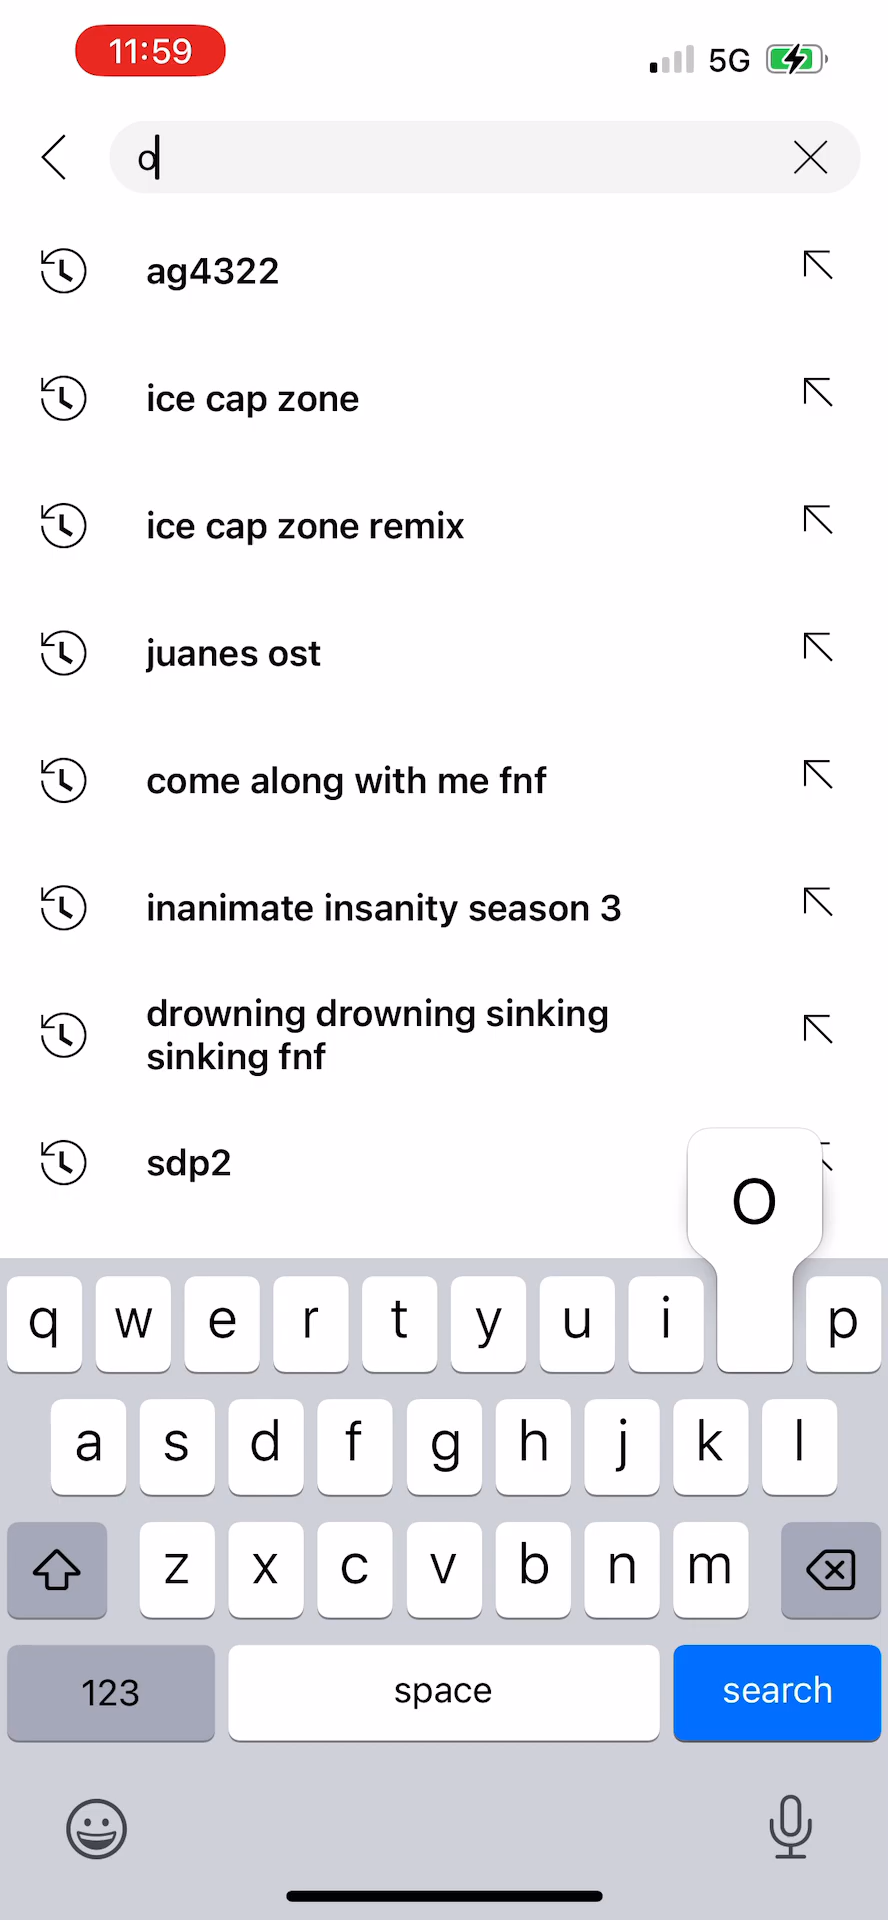 11:59
5G
o
ag4322
ice cap zone
ice cap zone remix
juanes ost
come along with me fnf
inanimate insanity season 3
drowning drowning sinking
sinking fnf
sdp2
O
q w e r t y u i p
a s d f g h j k l
z x c v b n m
123 space search